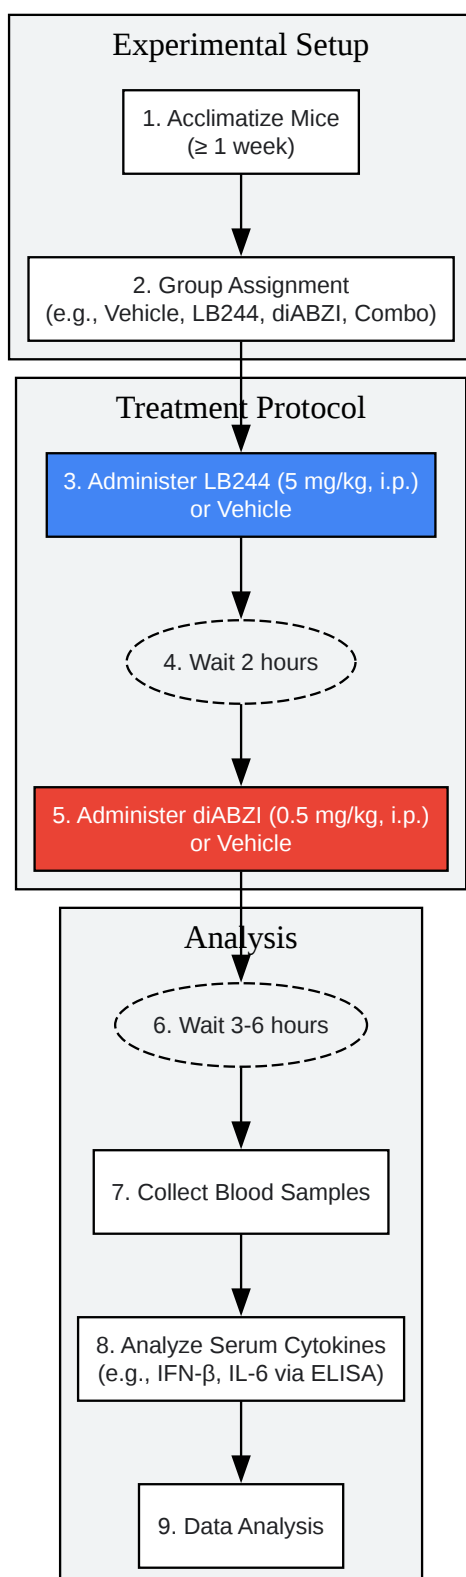 Experimental Setup
1. Acclimatize Mice
(≥ 1 week)
2. Group Assignment
(e.g., Vehicle, LB244, diABZI, Combo)
Treatment Protocol
3. Administer LB244 (5 mg/kg, i.p.)
or Vehicle
4. Wait 2 hours
5. Administer diABZI (0.5 mg/kg, i.p.)
or Vehicle
Analysis
6. Wait 3-6 hours
7. Collect Blood Samples
8. Analyze Serum Cytokines
(e.g., IFN-β, IL-6 via ELISA)
9. Data Analysis